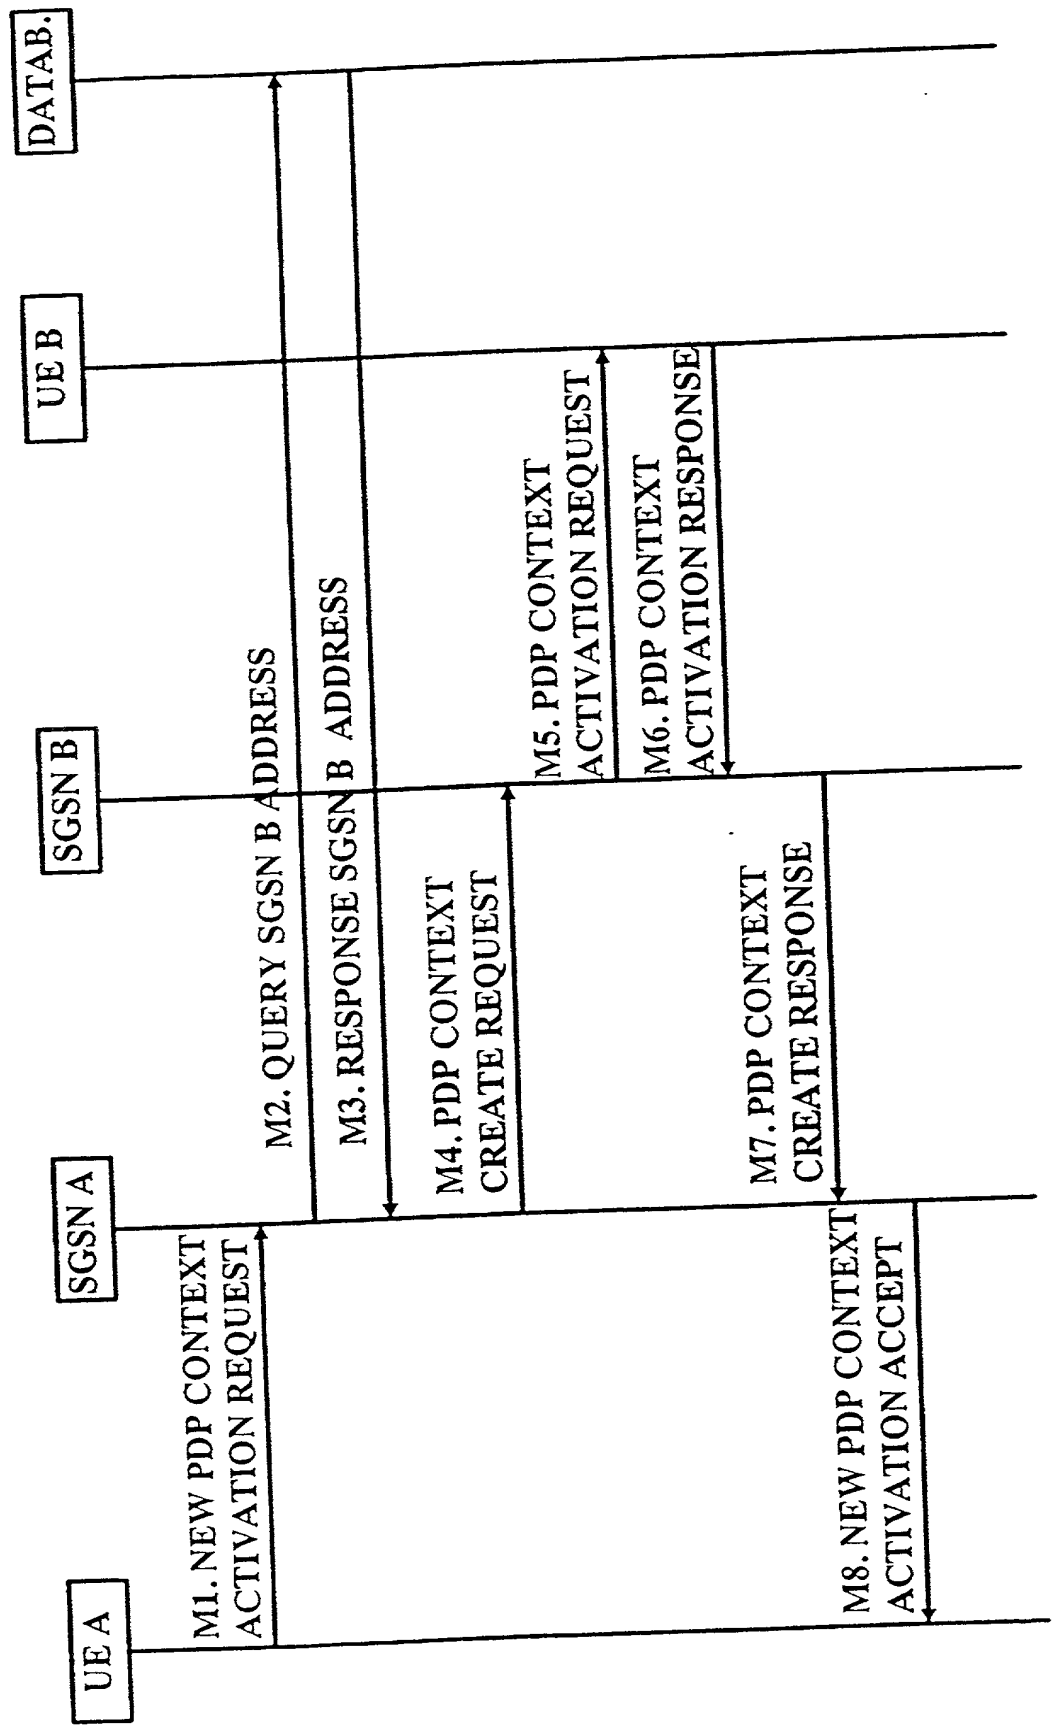 UE A
SGSN A
SGSN B
UE B
DATAB.
M1. NEW PDP CONTEXT
ACTIVATION REQUEST
M2. QUERY SGSN B ADDRESS
M3. RESPONSE SGSN B ADDRESS
M4. PDP CONTEXT
CREATE REQUEST
M5. PDP CONTEXT
ACTIVATION REQUEST
M6. PDP CONTEXT
ACTIVATION RESPONSE
M7. PDP CONTEXT
CREATE RESPONSE
M8. NEW PDP CONTEXT
ACTIVATION ACCEPT